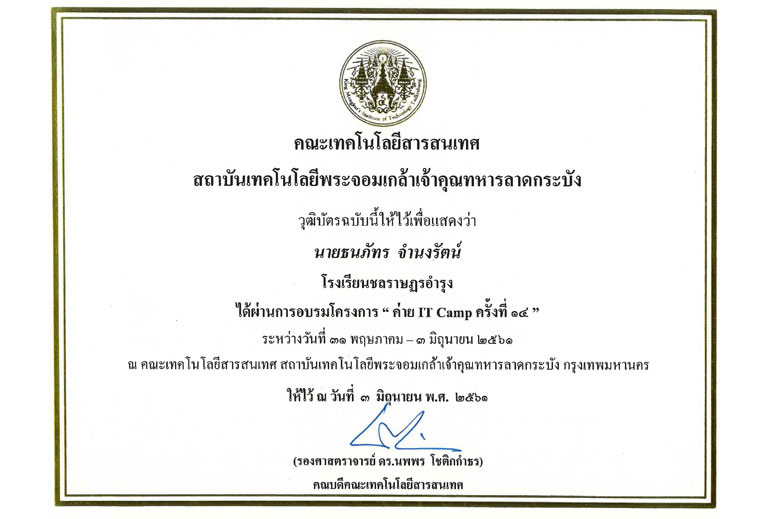 King Mongkut's Institute of Technology Ladkrabang
คณะเทคโนโลยีสารสนเทศ
สถาบันเทคโนโลยีพระจอมเกล้าเจ้าคุณทหารลาดกระบัง
วุฒิบัตรฉบับนี้ให้ไว้เพื่อแสดงว่า
นายธนภัทร จำนงรัตน์
โรงเรียนชลราษฎรอำรุง
ได้ผ่านการอบรมโครงการ “ ค่าย IT Camp ครั้งที่ ๑๔ ”
ระหว่างวันที่ ๓๑ พฤษภาคม – ๓ มิถุนายน ๒๕๖๑
ณ คณะเทคโนโลยีสารสนเทศ สถาบันเทคโนโลยีพระจอมเกล้าเจ้าคุณทหารลาดกระบัง กรุงเทพมหานคร
ให้ไว้ ณ วันที่ ๓ มิถุนายน พ.ศ. ๒๕๖๑
(รองศาสตราจารย์ ดร.นพพร โชติกกำธร)
คณบดีคณะเทคโนโลยีสารสนเทศ